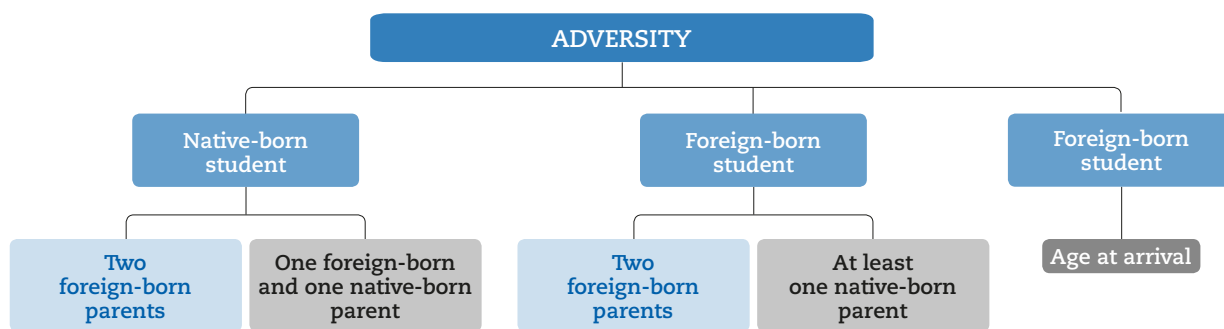 ADVERSITY
Native-born
student
Foreign-born
student
Foreign-born
student
Two
foreign-born
parents
One foreign-born
and one native-born
parent
Two
foreign-born
parents
At least
one native-born
parent
Age at arrival